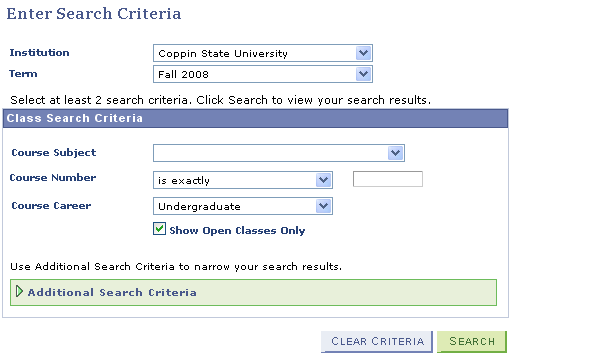 Enter Search Criteria
Institution Coppin State University
Term Fall 2008
Select at least 2 search criteria. Click Search to view your search results.
Class Search Criteria
Course Subject
Course Number is exactly
Course Career Undergraduate
Show Open Classes Only
Use Additional Search Criteria to narrow your search results.
Additional Search Criteria
CLEAR CRITERIA SEARCH